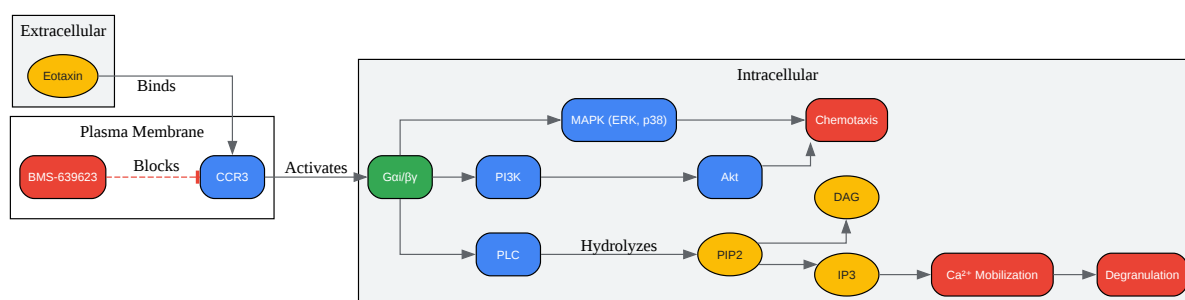 Extracellular
Eotaxin
Binds
Plasma Membrane
BMS-639623
Blocks
CCR3
Activates
Intracellular
Gαi/βγ
MAPK (ERK, p38)
Chemotaxis
PI3K
Akt
DAG
PLC
Hydrolyzes
PIP2
IP3
Ca²⁺ Mobilization
Degranulation